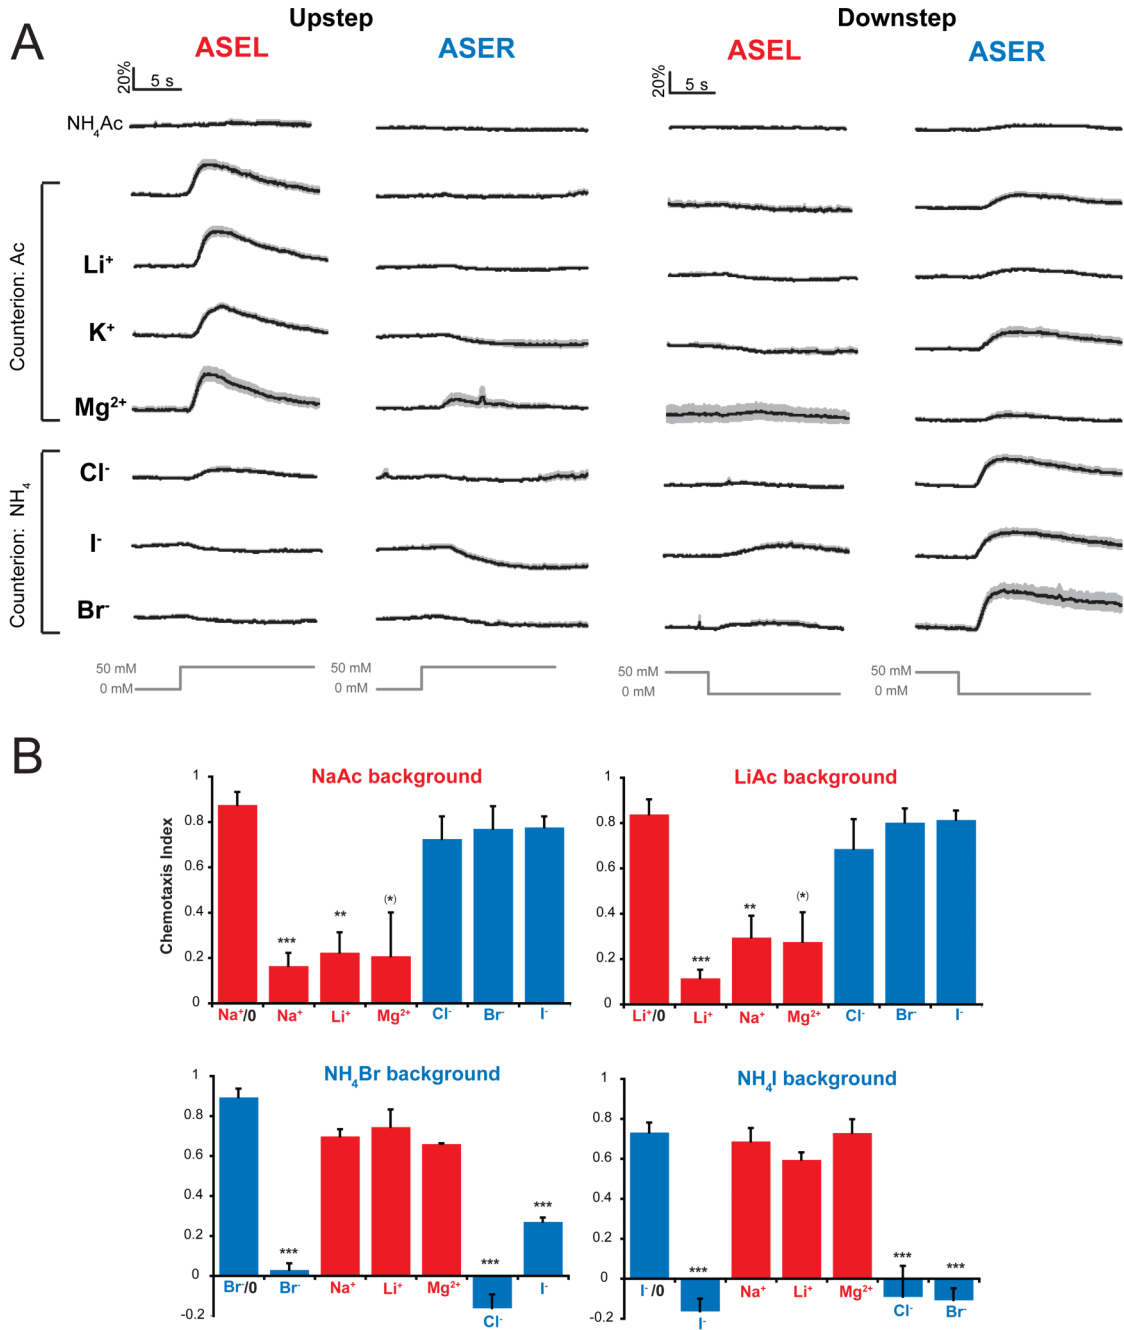 A
Upstep
Downstep
ASEL
ASER
ASEL
ASER
20%
5 s
20%
5 s
NH₄Ac
Counterion: Ac
Li⁺
K⁺
Mg²⁺
Counterion: NH₄
Cl⁻
I⁻
Br⁻
50 mM
0 mM
50 mM
0 mM
50 mM
0 mM
50 mM
0 mM
B
NaAc background
Chemotaxis Index
1
0.8
0.6
0.4
0.2
0
***
**
(*)
Na⁺/0 Na⁺ Li⁺ Mg²⁺ Cl⁻ Br⁻ I⁻
LiAc background
1
0.8
0.6
0.4
0.2
0
***
**
(*)
Li⁺/0 Li⁺ Na⁺ Mg²⁺ Cl⁻ Br⁻ I⁻
NH₄Br background
1
0.8
0.6
0.4
0.2
0
-0.2
***
***
***
Br⁻/0 Br⁻ Na⁺ Li⁺ Mg²⁺ Cl⁻ I⁻
NH₄I background
1
0.8
0.6
0.4
0.2
0
-0.2
***
***
***
I⁻/0 I⁻ Na⁺ Li⁺ Mg²⁺ Cl⁻ Br⁻